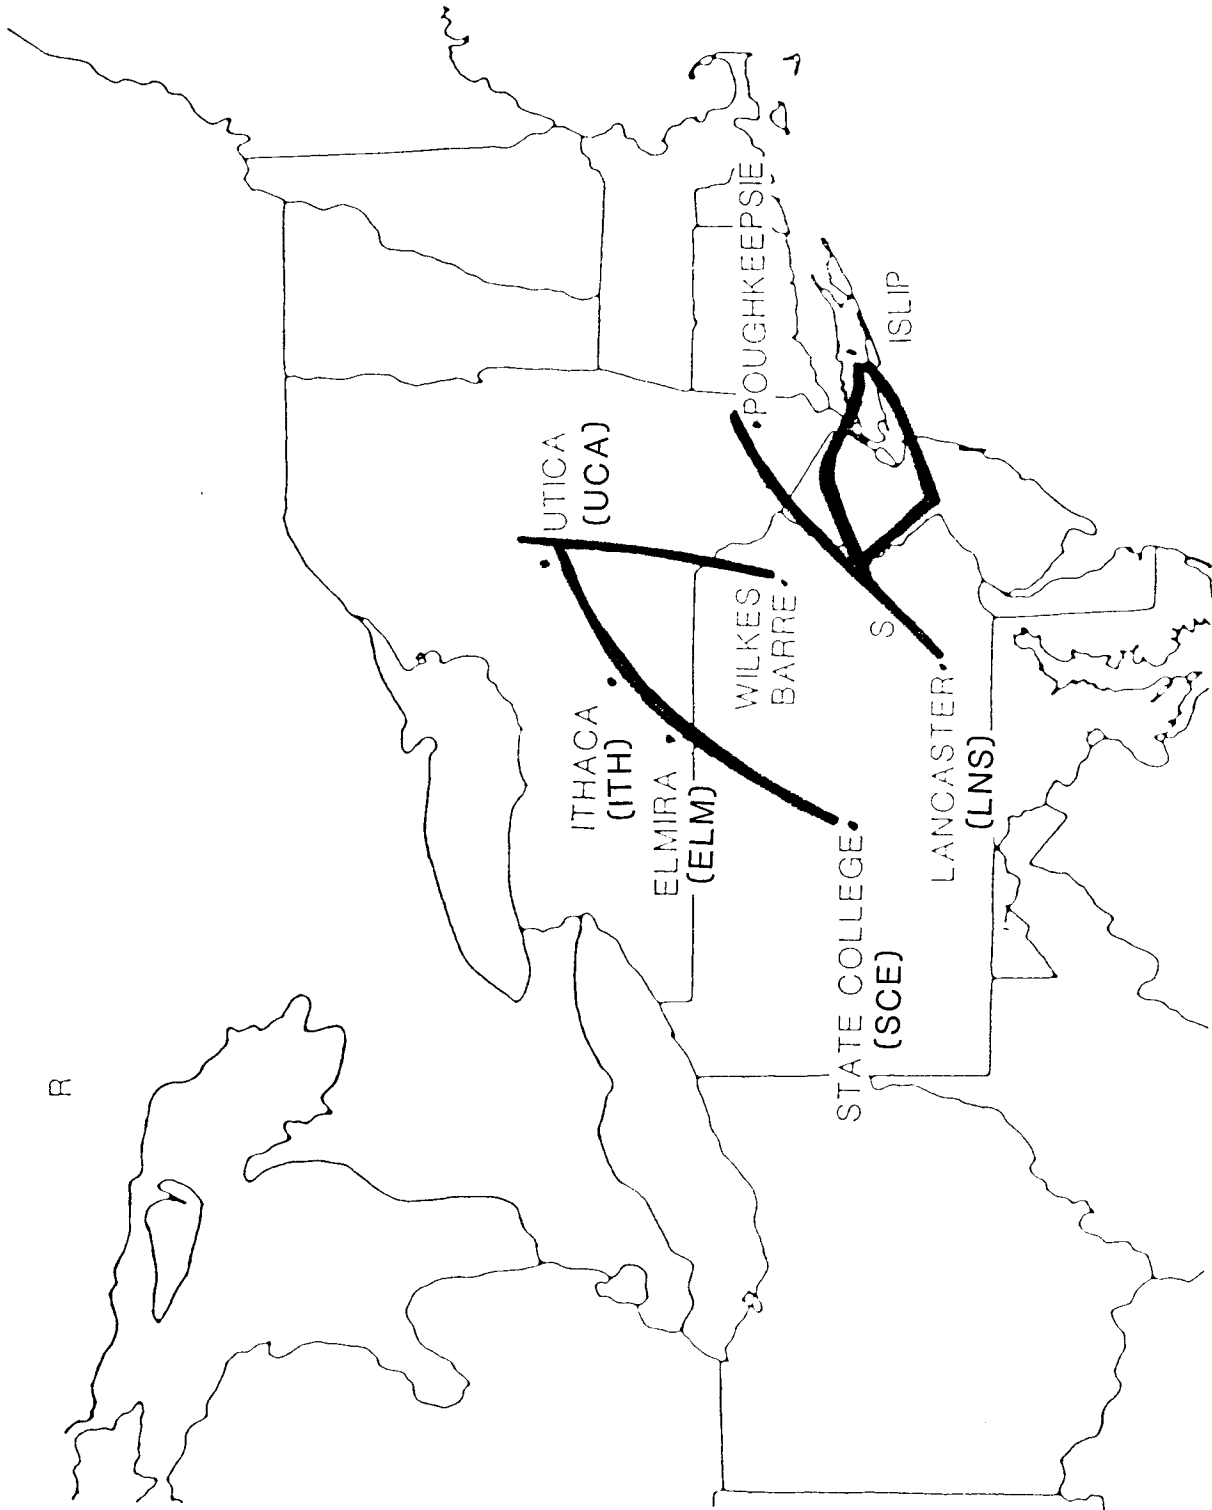 R
UTICA
(UCA)
ITHACA
(ITH)
ELMIRA
(ELM)
POUGHKEEPSIE
ISLIP
WILKES
BARRE
S
STATE COLLEGE
(SCE)
LANCASTER
(LNS)